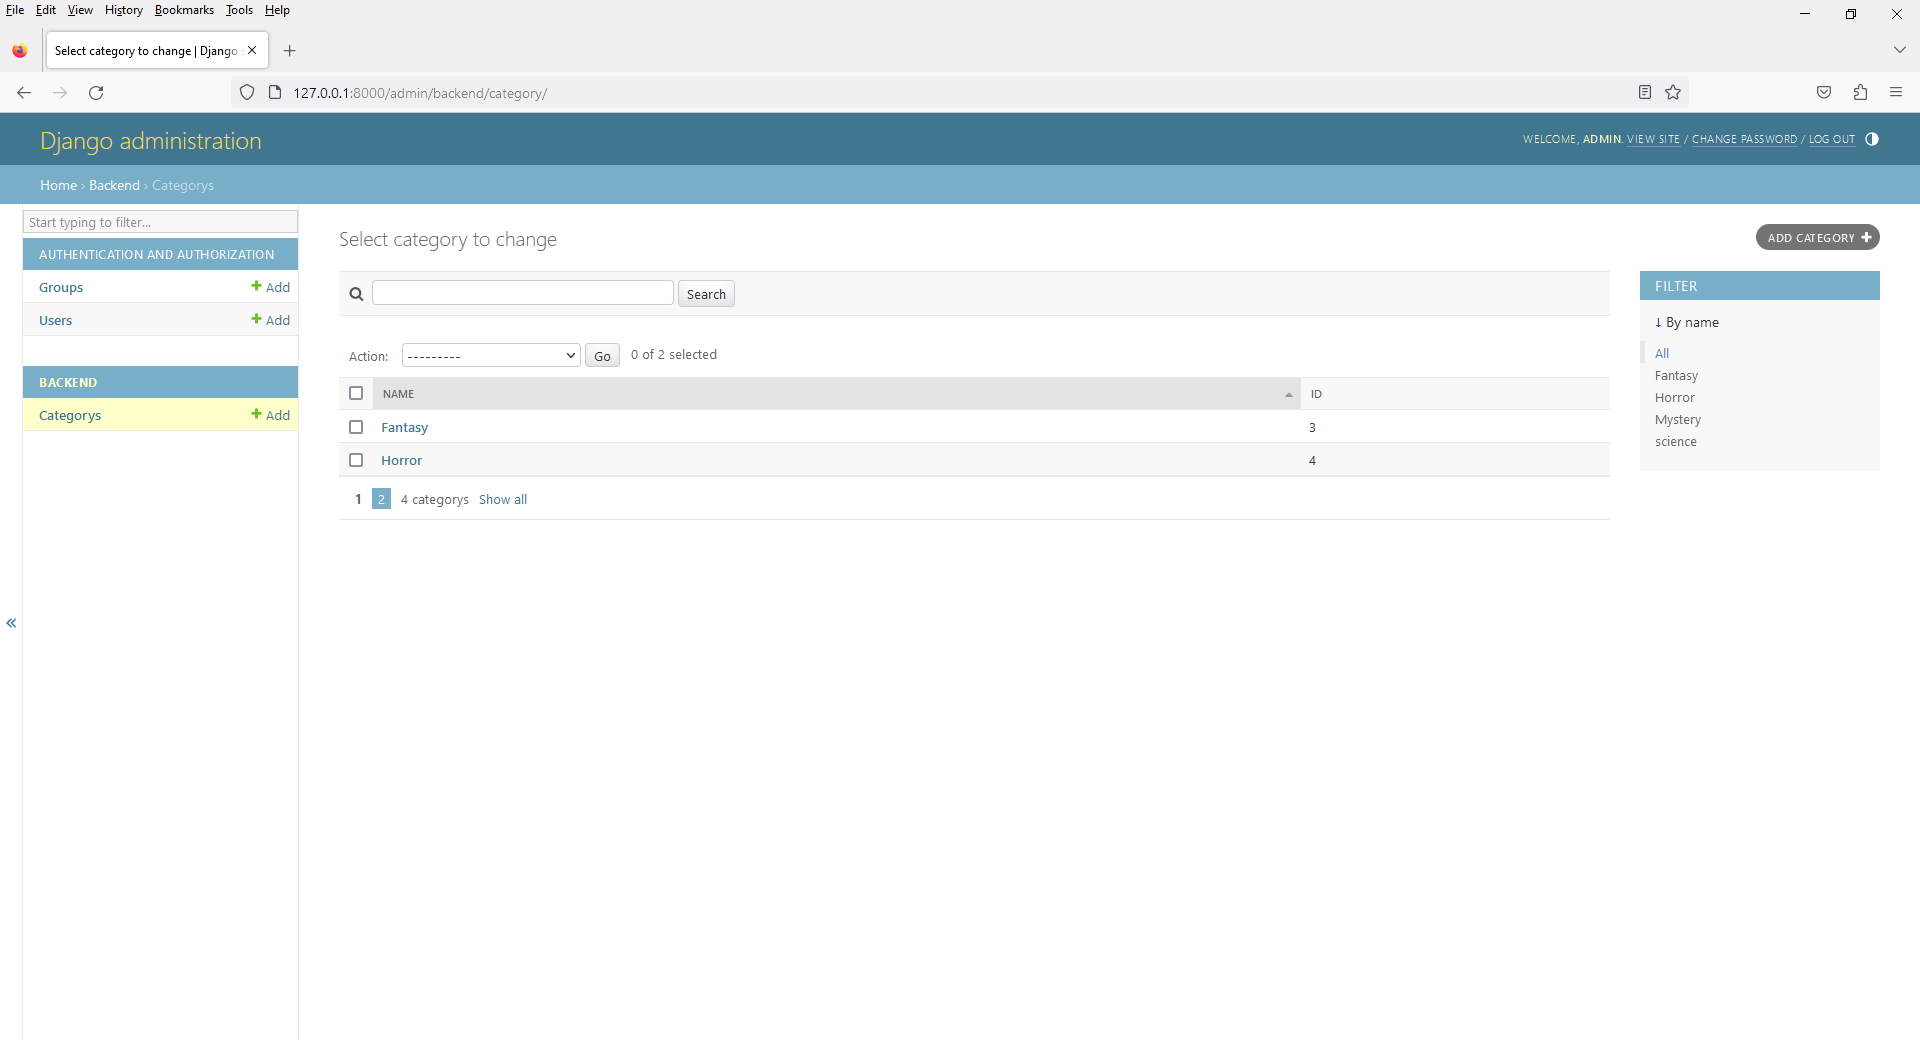 File Edit View History Bookmarks Tools Help
Select category to change | Django s
127.0.0.1:8000/admin/backend/category/
Django administration
WELCOME, ADMIN. VIEW SITE / CHANGE PASSWORD / LOG OUT
Home › Backend › Categorys
Start typing to filter...
AUTHENTICATION AND AUTHORIZATION
Groups + Add
Users + Add
BACKEND
Categorys + Add
«
Select category to change
ADD CATEGORY +
Search
Action: --------- Go 0 of 2 selected
NAME ID
Fantasy 3
Horror 4
1 2 4 categorys Show all
FILTER
↓ By name
All
Fantasy
Horror
Mystery
science